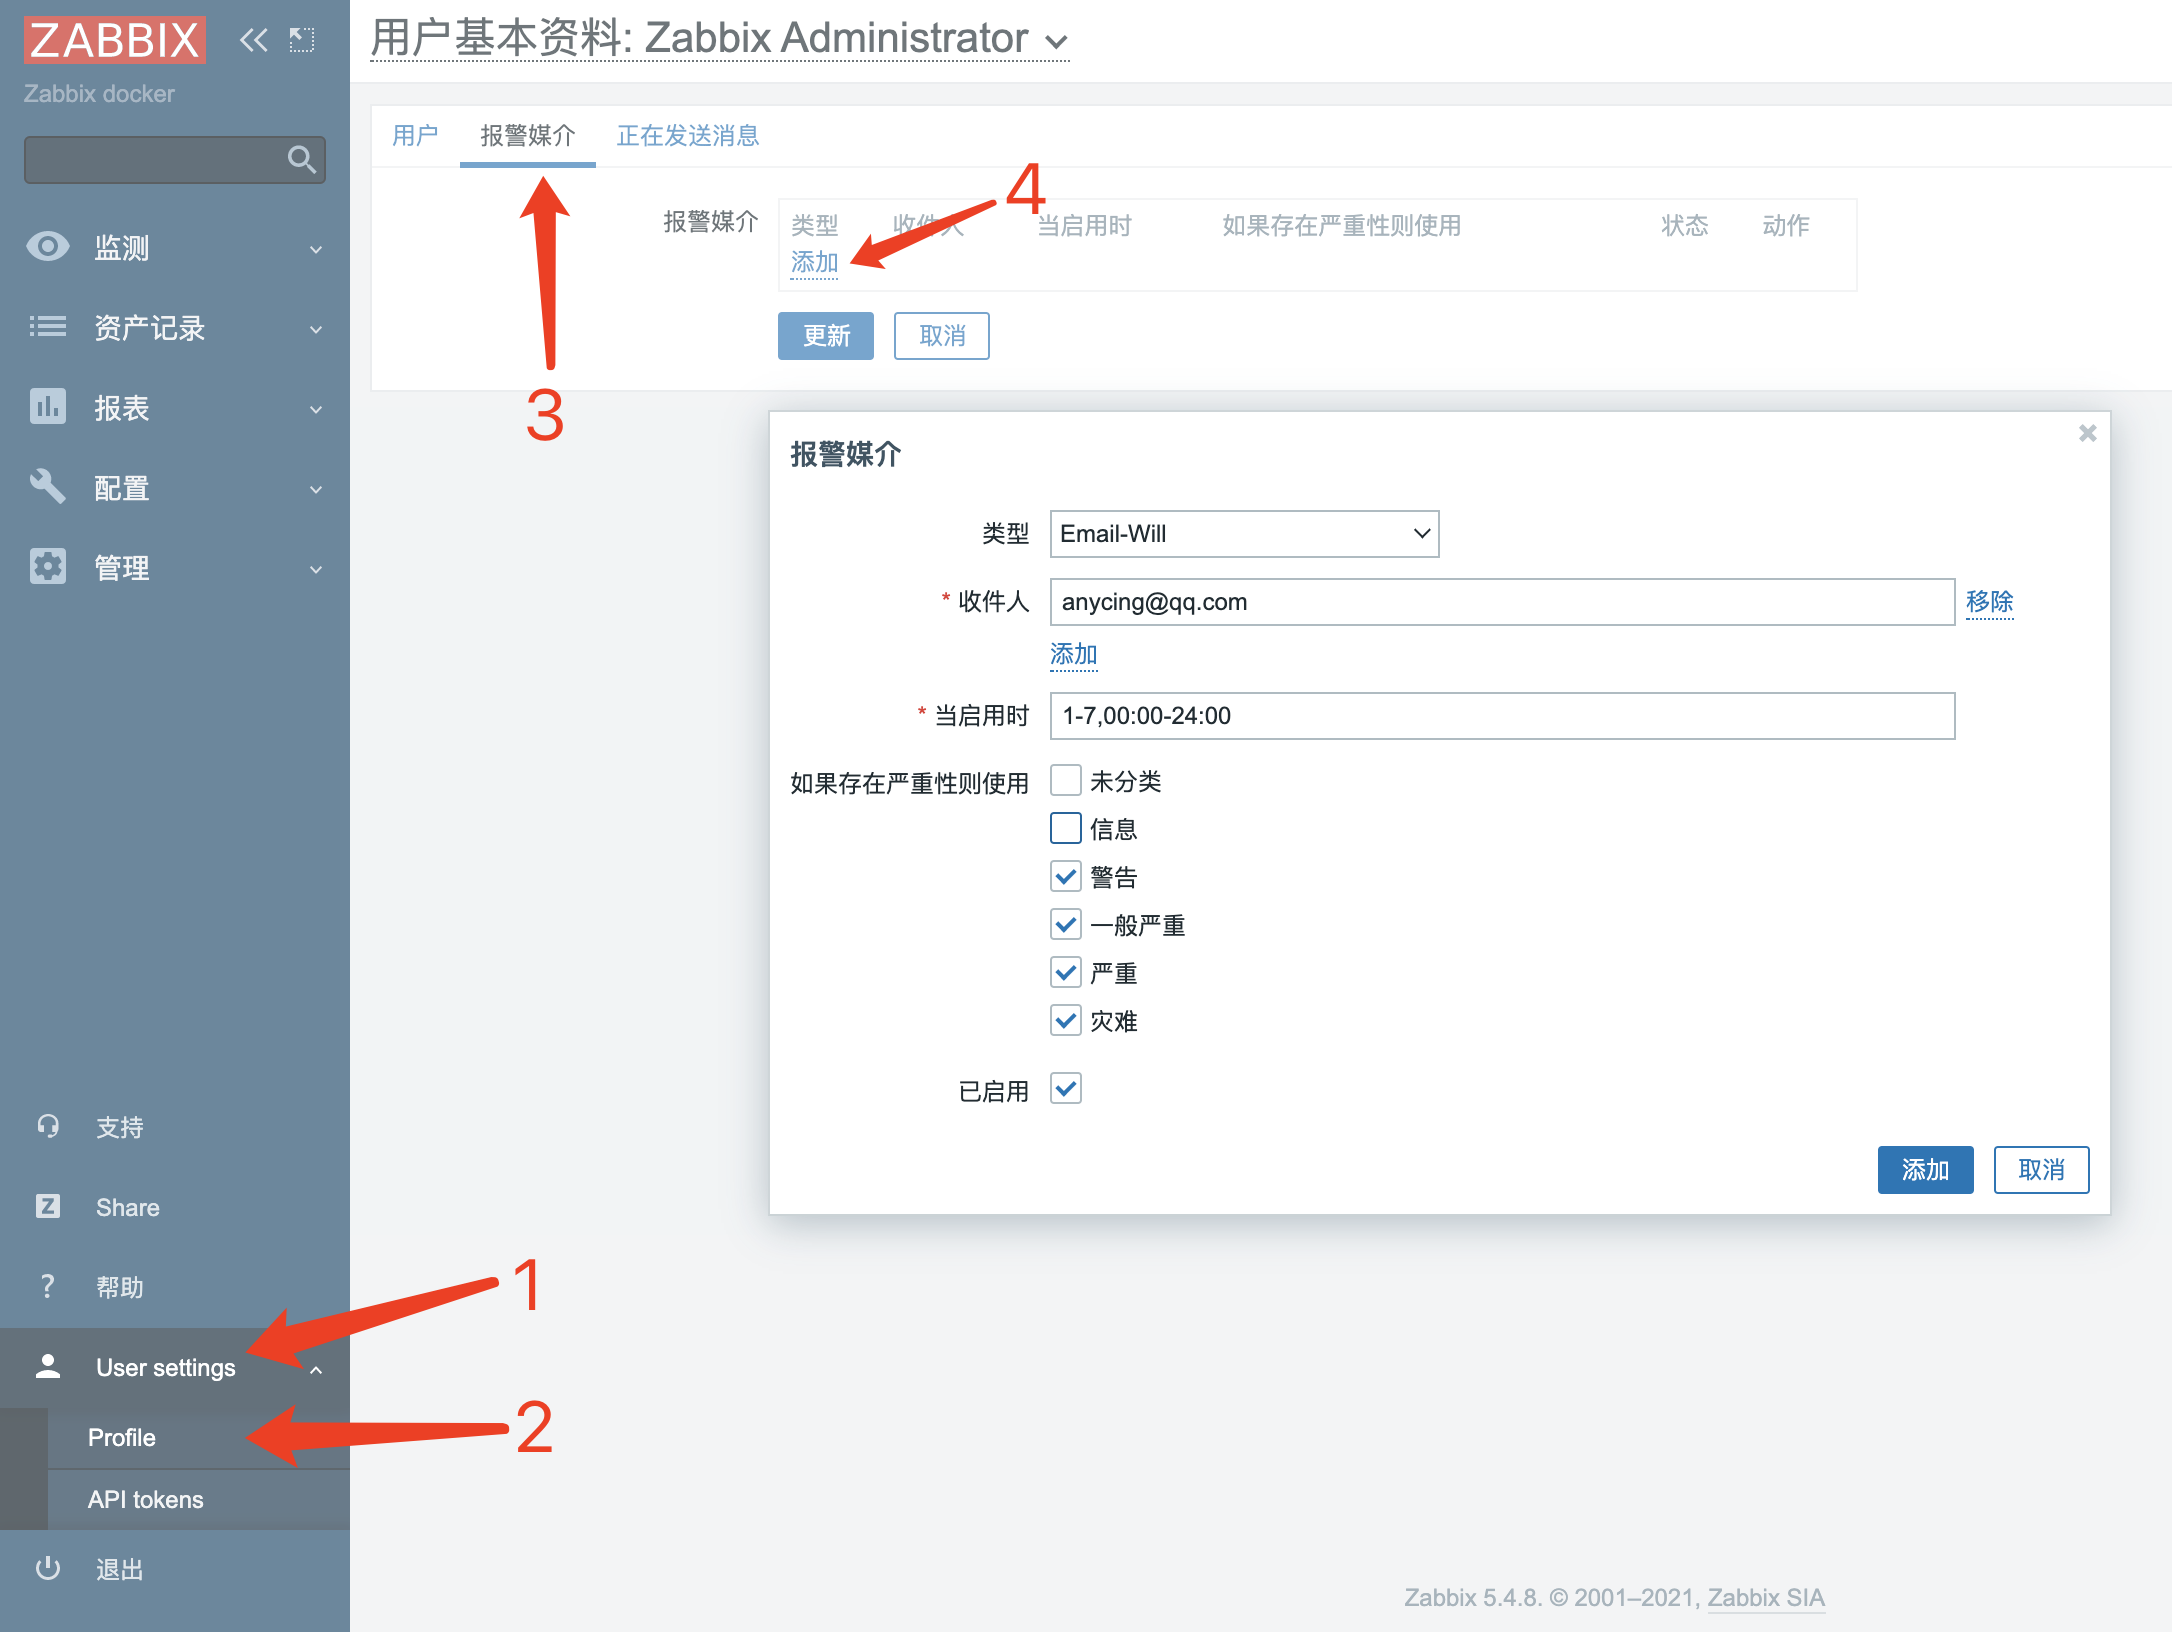 ZABBIX
Zabbix docker
监测
资产记录
报表
配置
管理
支持
Share
帮助
User settings
Profile
API tokens
退出
用户基本资料: Zabbix Administrator
用户 报警媒介 正在发送消息
报警媒介 类型 收件人 当启用时 如果存在严重性则使用 状态 动作
添加
更新 取消
报警媒介
类型 Email-Will
* 收件人 anycing@qq.com 移除
添加
* 当启用时 1-7,00:00-24:00
如果存在严重性则使用 未分类
信息
警告
一般严重
严重
灾难
已启用
添加 取消
1
2
3
4
Zabbix 5.4.8. © 2001–2021, Zabbix SIA